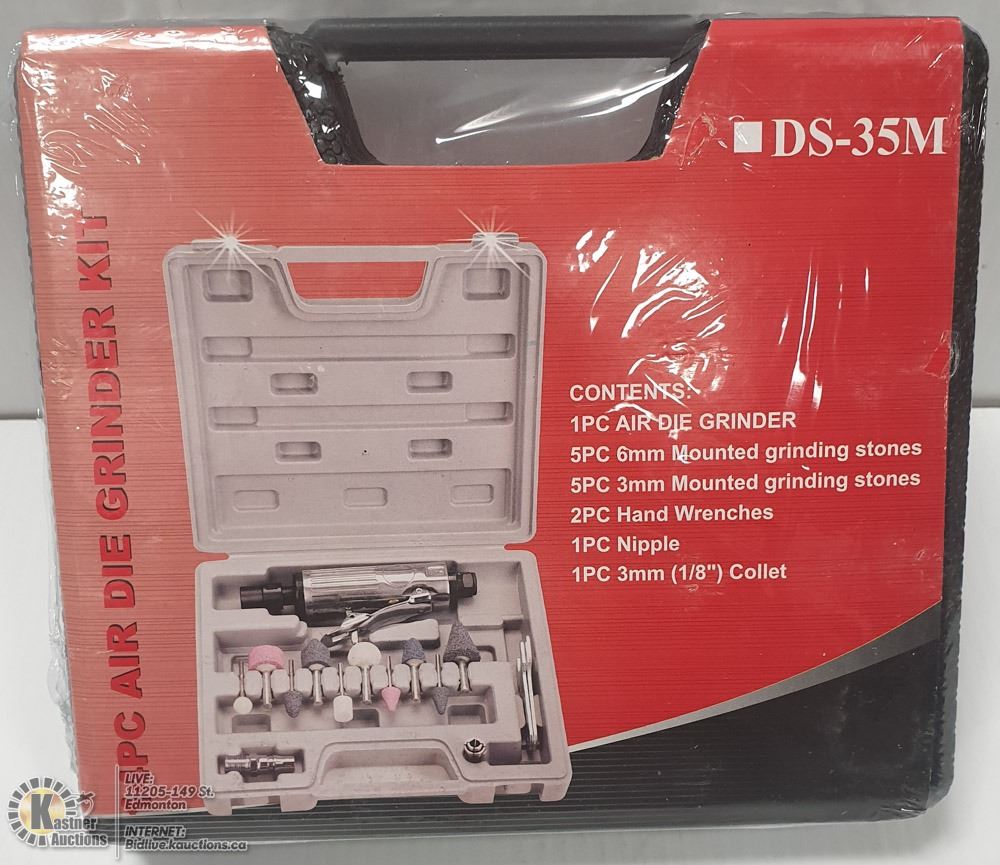 DS-35M
PC AIR DIE GRINDER KIT
CONTENTS:
1PC AIR DIE GRINDER
5PC 6mm Mounted grinding stones
5PC 3mm Mounted grinding stones
2PC Hand Wrenches
1PC Nipple
1PC 3mm (1/8") Collet
K
Kastner
Auctions
LIVE:
11205-149 St.
Edmonton
INTERNET:
Bidlive.kauctions.ca